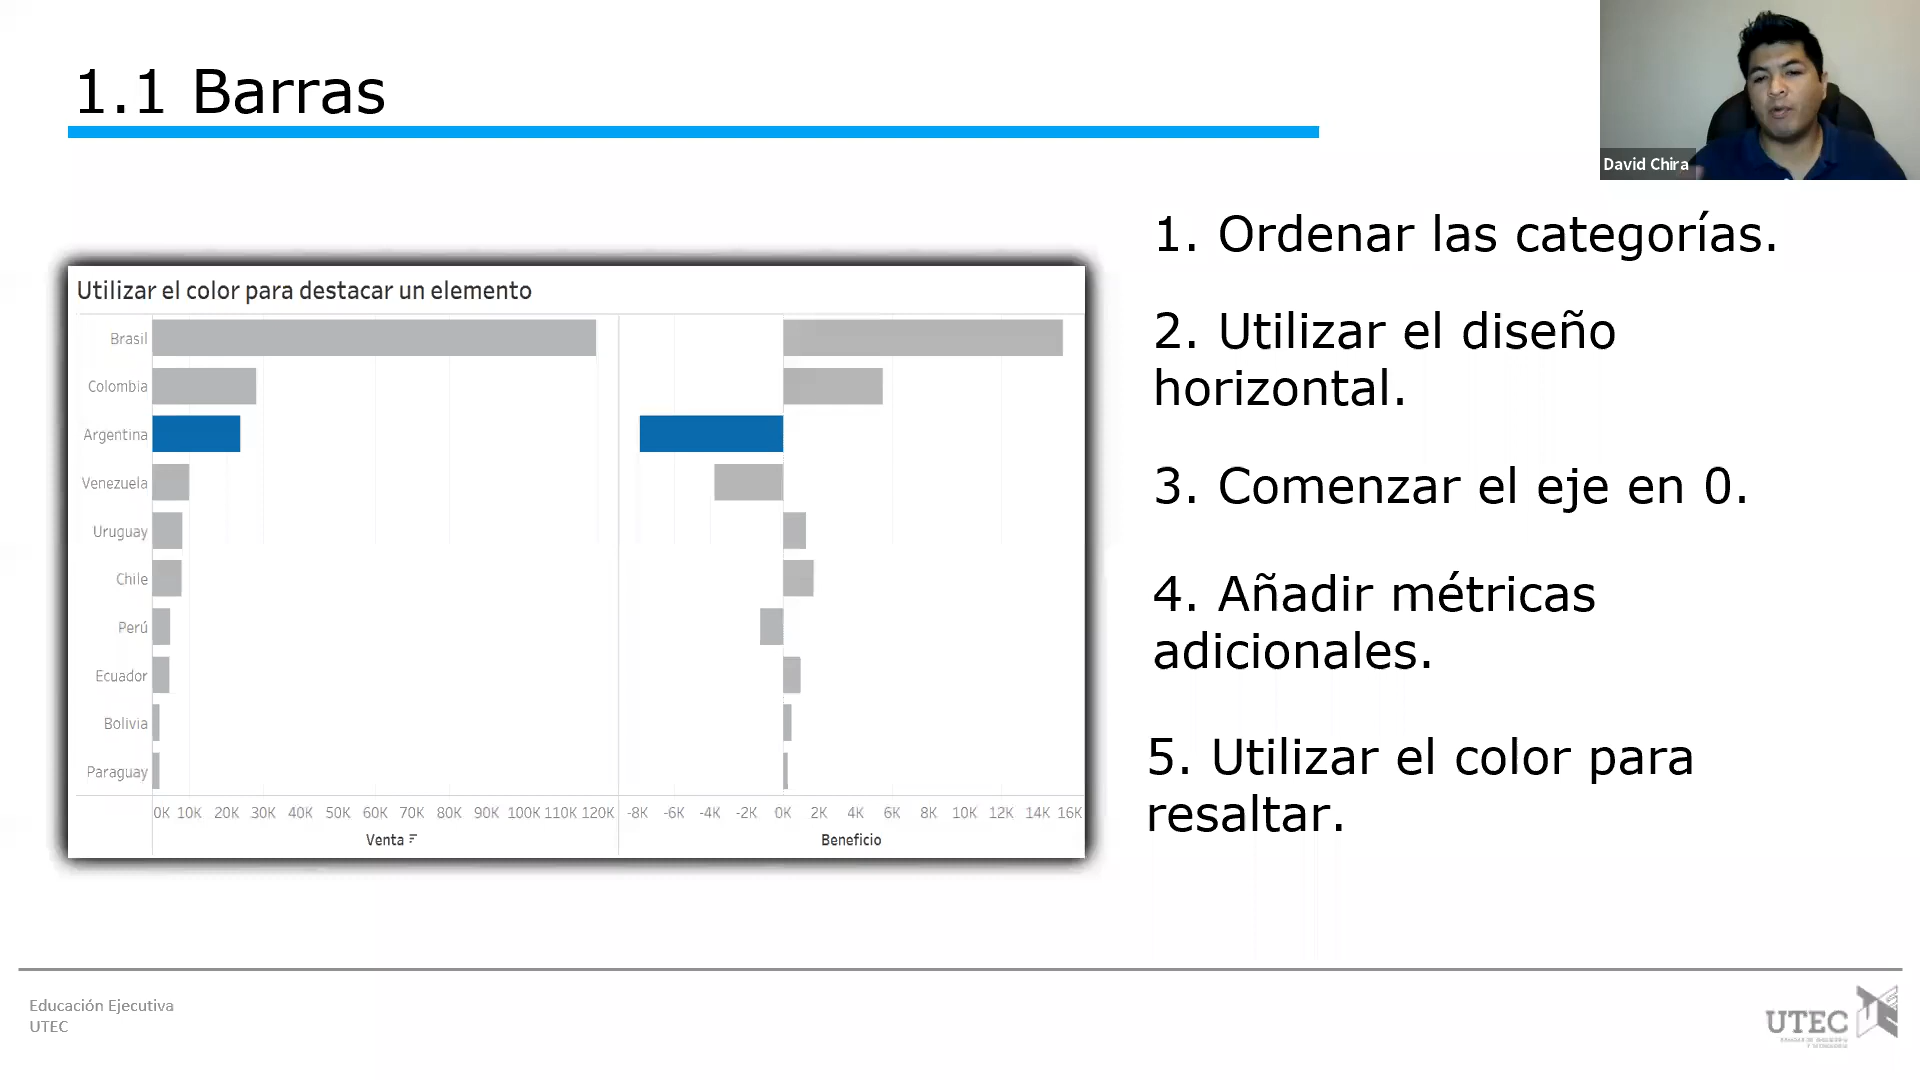 1.1 Barras
David Chira
1. Ordenar las categorías.
2. Utilizar el diseño
horizontal.
3. Comenzar el eje en 0.
4. Añadir métricas
adicionales.
5. Utilizar el color para
resaltar.
Utilizar el color para destacar un elemento
Brasil
Colombia
Argentina
Venezuela
Uruguay
Chile
Perú
Ecuador
Bolivia
Paraguay
0K 10K 20K 30K 40K 50K 60K 70K 80K 90K 100K 110K 120K
-8K -6K -4K -2K 0K 2K 4K 6K 8K 10K 12K 14K 16K
Venta
Beneficio
Educación Ejecutiva
UTEC
UTEC